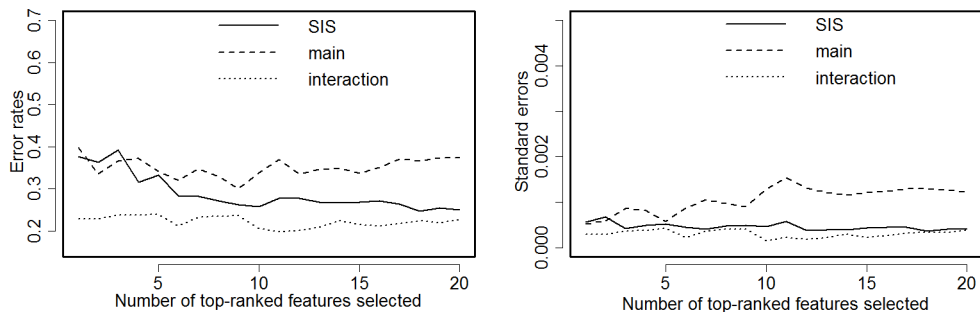 0.7
0.6
0.5
0.4
0.3
0.2
Error rates
SIS
main
interaction
5
10
15
20
Number of top-ranked features selected
0.004
0.002
0.000
Standard errors
SIS
main
interaction
5
10
15
20
Number of top-ranked features selected